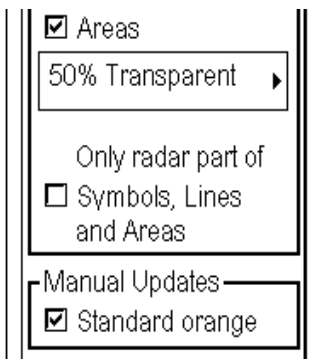 Areas
50% Transparent
Only radar part of
Symbols, Lines
and Areas
Manual Updates
Standard orange